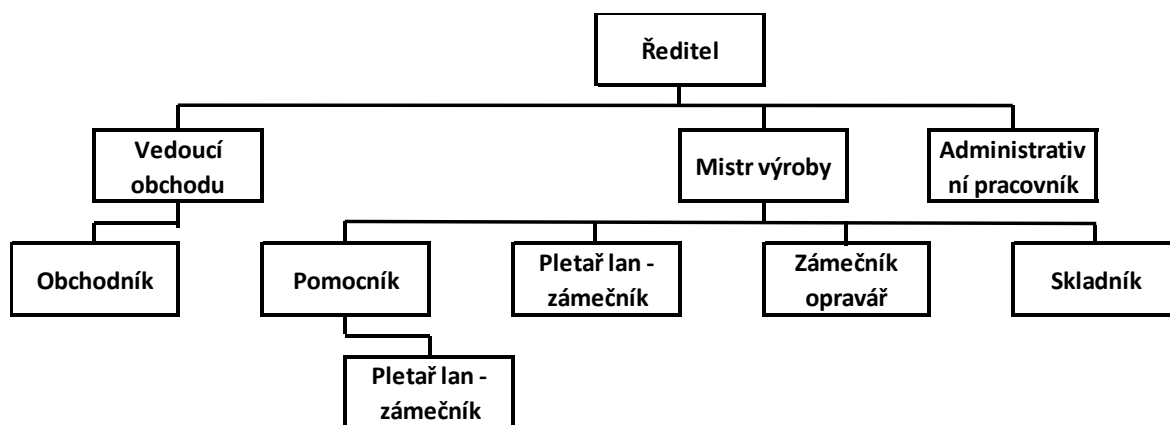 Ředitel
Vedoucí
obchodu
Mistr výroby
Administrativ
ní pracovník
Obchodník
Pomocník
Pletař lan -
zámečník
Zámečník
opravář
Skladník
Pletař lan -
zámečník